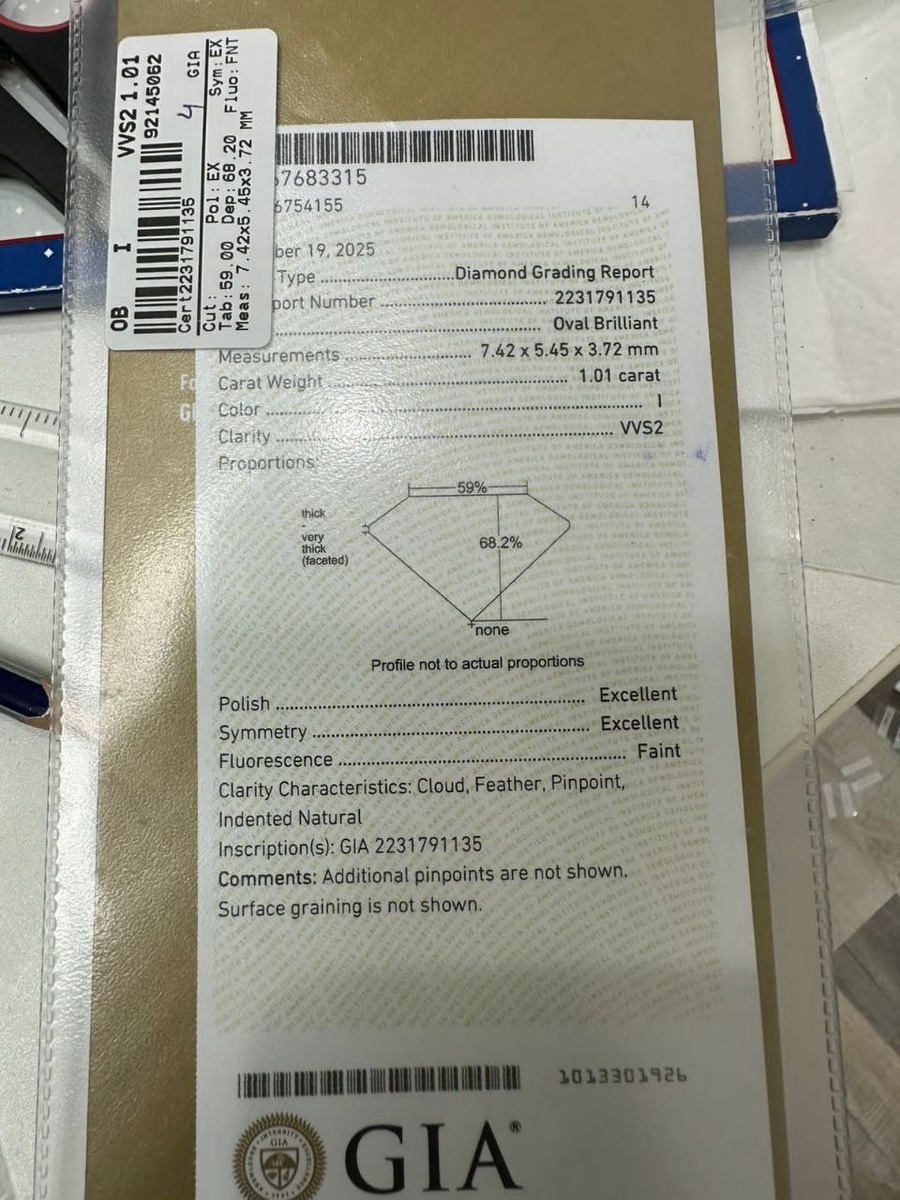 OB I VVS2 1.01
92145062
4 GIA
Cert2231791135
Cut: Pol: EX Sym: EX
Tab: 59.00 Dep: 68.20 Fluo: FNT
Meas: 7.42x5.45x3.72 MM
7683315
6754155 14
ber 19, 2025
Type ........................ Diamond Grading Report
port Number ........................ 2231791135
........................ Oval Brilliant
Measurements ........................ 7.42 x 5.45 x 3.72 mm
Carat Weight ........................ 1.01 carat
Color ........................ I
Clarity ........................ VVS2
Proportions:
59%
thick
-
very
thick
(faceted)
68.2%
none
Profile not to actual proportions
Polish ........................ Excellent
Symmetry ........................ Excellent
Fluorescence ........................ Faint
Clarity Characteristics: Cloud, Feather, Pinpoint,
Indented Natural
Inscription(s): GIA 2231791135
Comments: Additional pinpoints are not shown.
Surface graining is not shown.
1013301926
GIA
GIA®
2